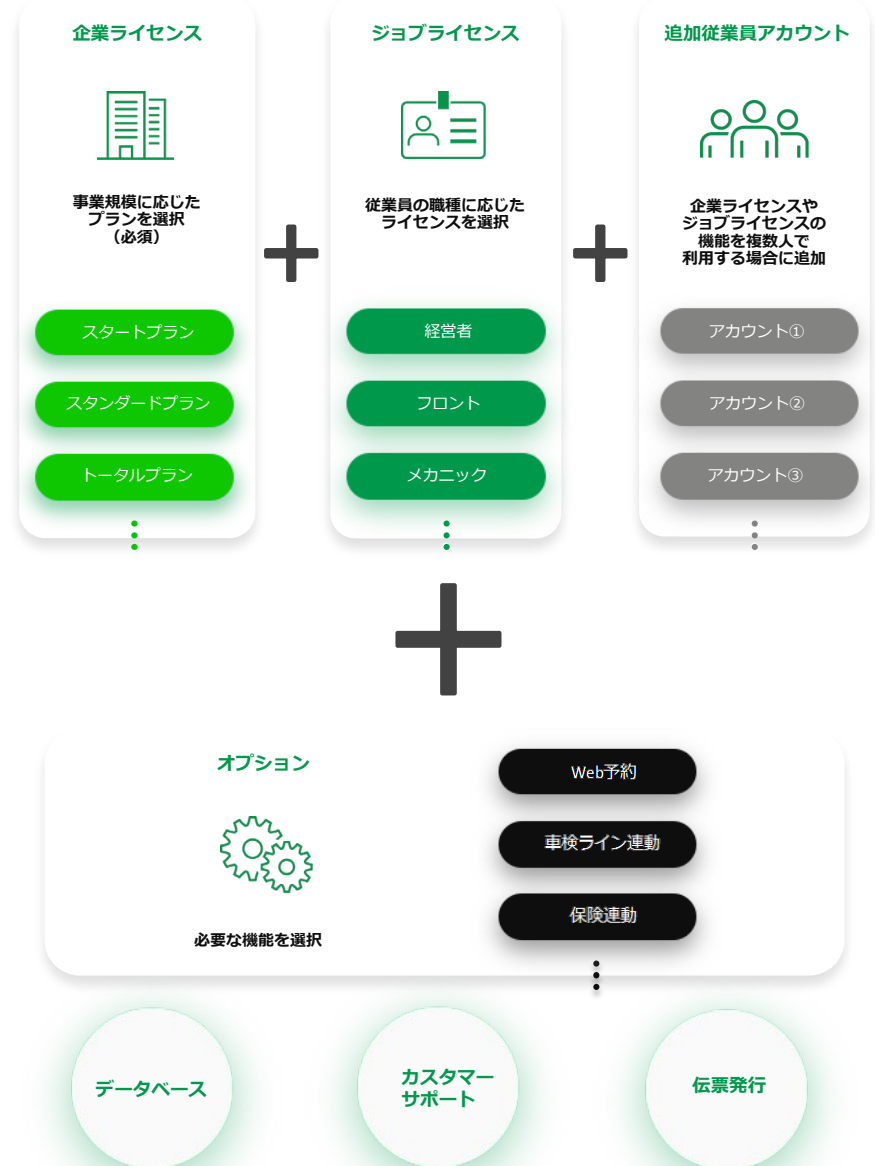 企業ライセンス
事業規模に応じた
プランを選択
（必須）
スタートプラン
スタンダードプラン
トータルプラン
ジョブライセンス
従業員の職種に応じた
ライセンスを選択
経営者
フロント
メカニック
追加従業員アカウント
企業ライセンスや
ジョブライセンスの
機能を複数人で
利用する場合に追加
アカウント①
アカウント②
アカウント③
オプション
必要な機能を選択
Web予約
車検ライン連動
保険連動
データベース
カスタマー
サポート
伝票発行